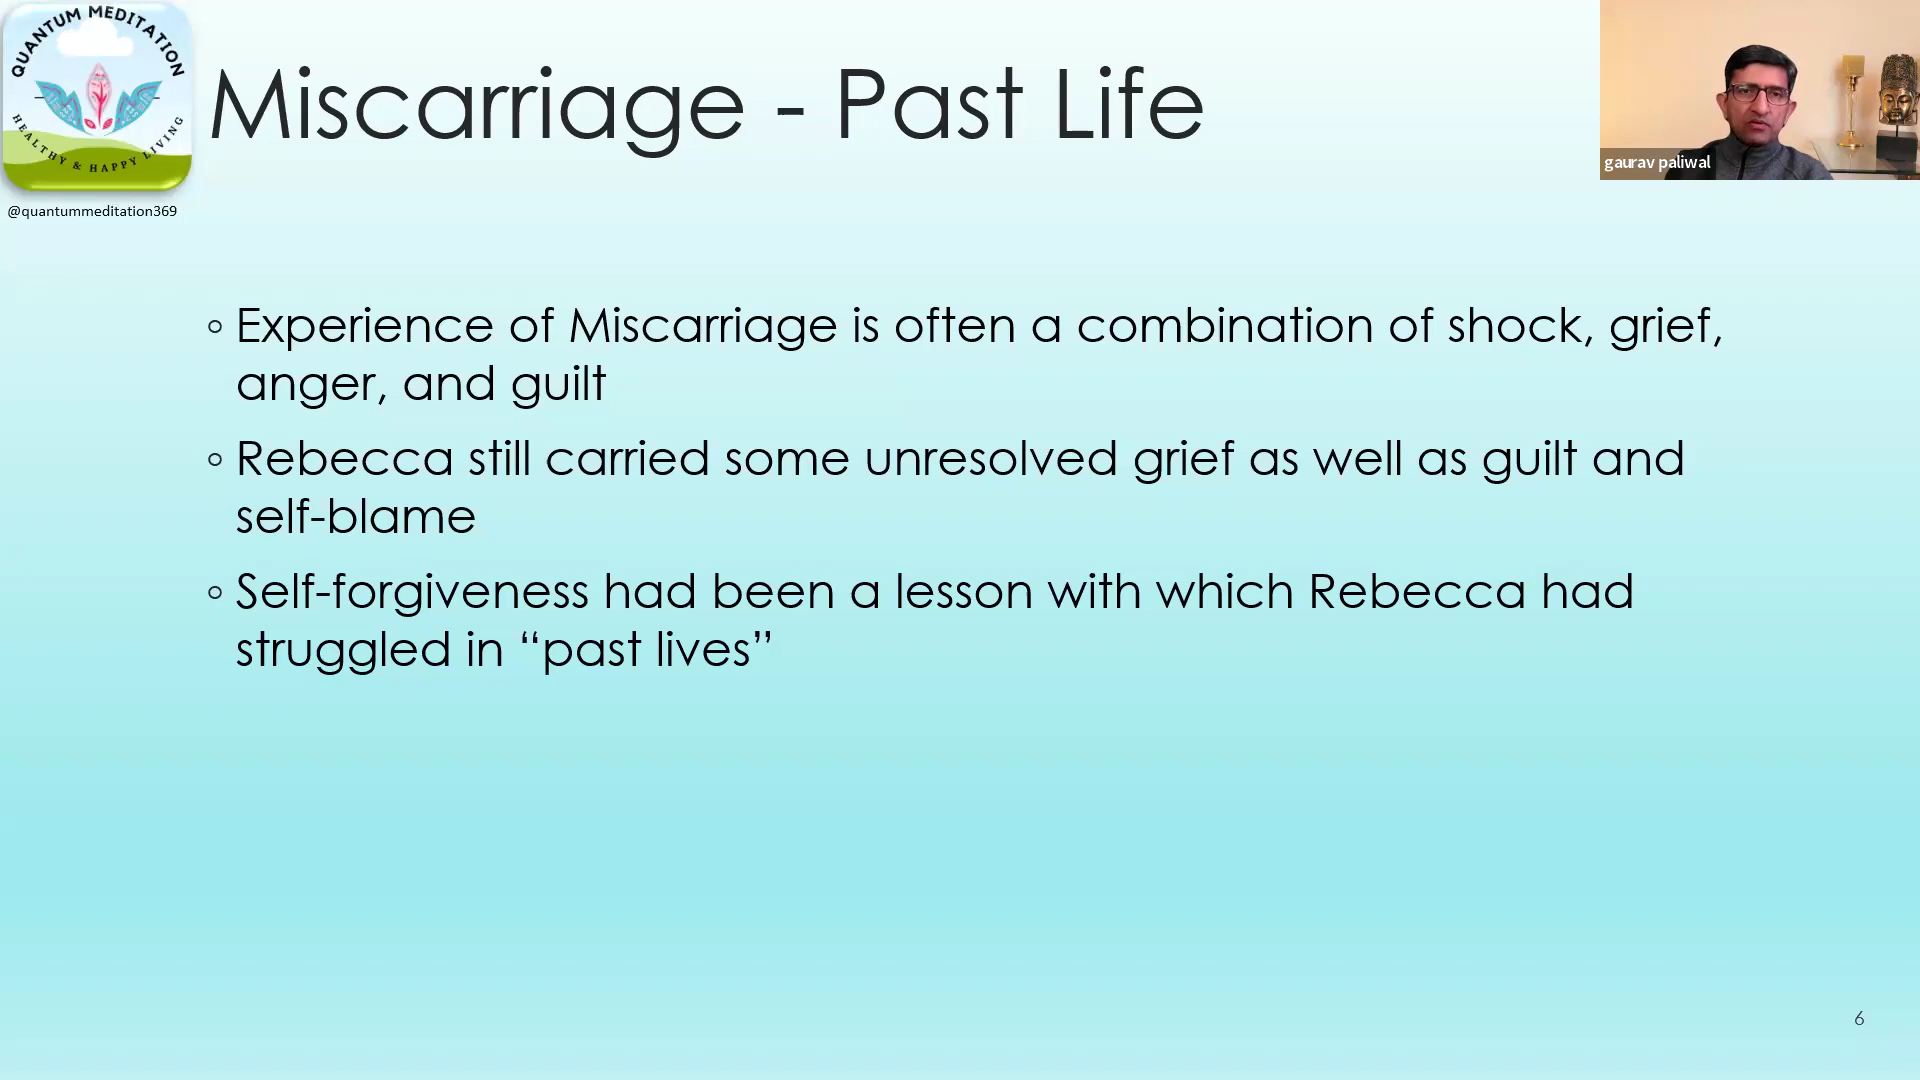 QUANTUM MEDITATION
HEALTHY & HAPPY LIVING
@quantummeditation369
Miscarriage - Past Life
gaurav paliwal
◦ Experience of Miscarriage is often a combination of shock, grief,
anger, and guilt
◦ Rebecca still carried some unresolved grief as well as guilt and
self-blame
◦ Self-forgiveness had been a lesson with which Rebecca had
struggled in “past lives”
6